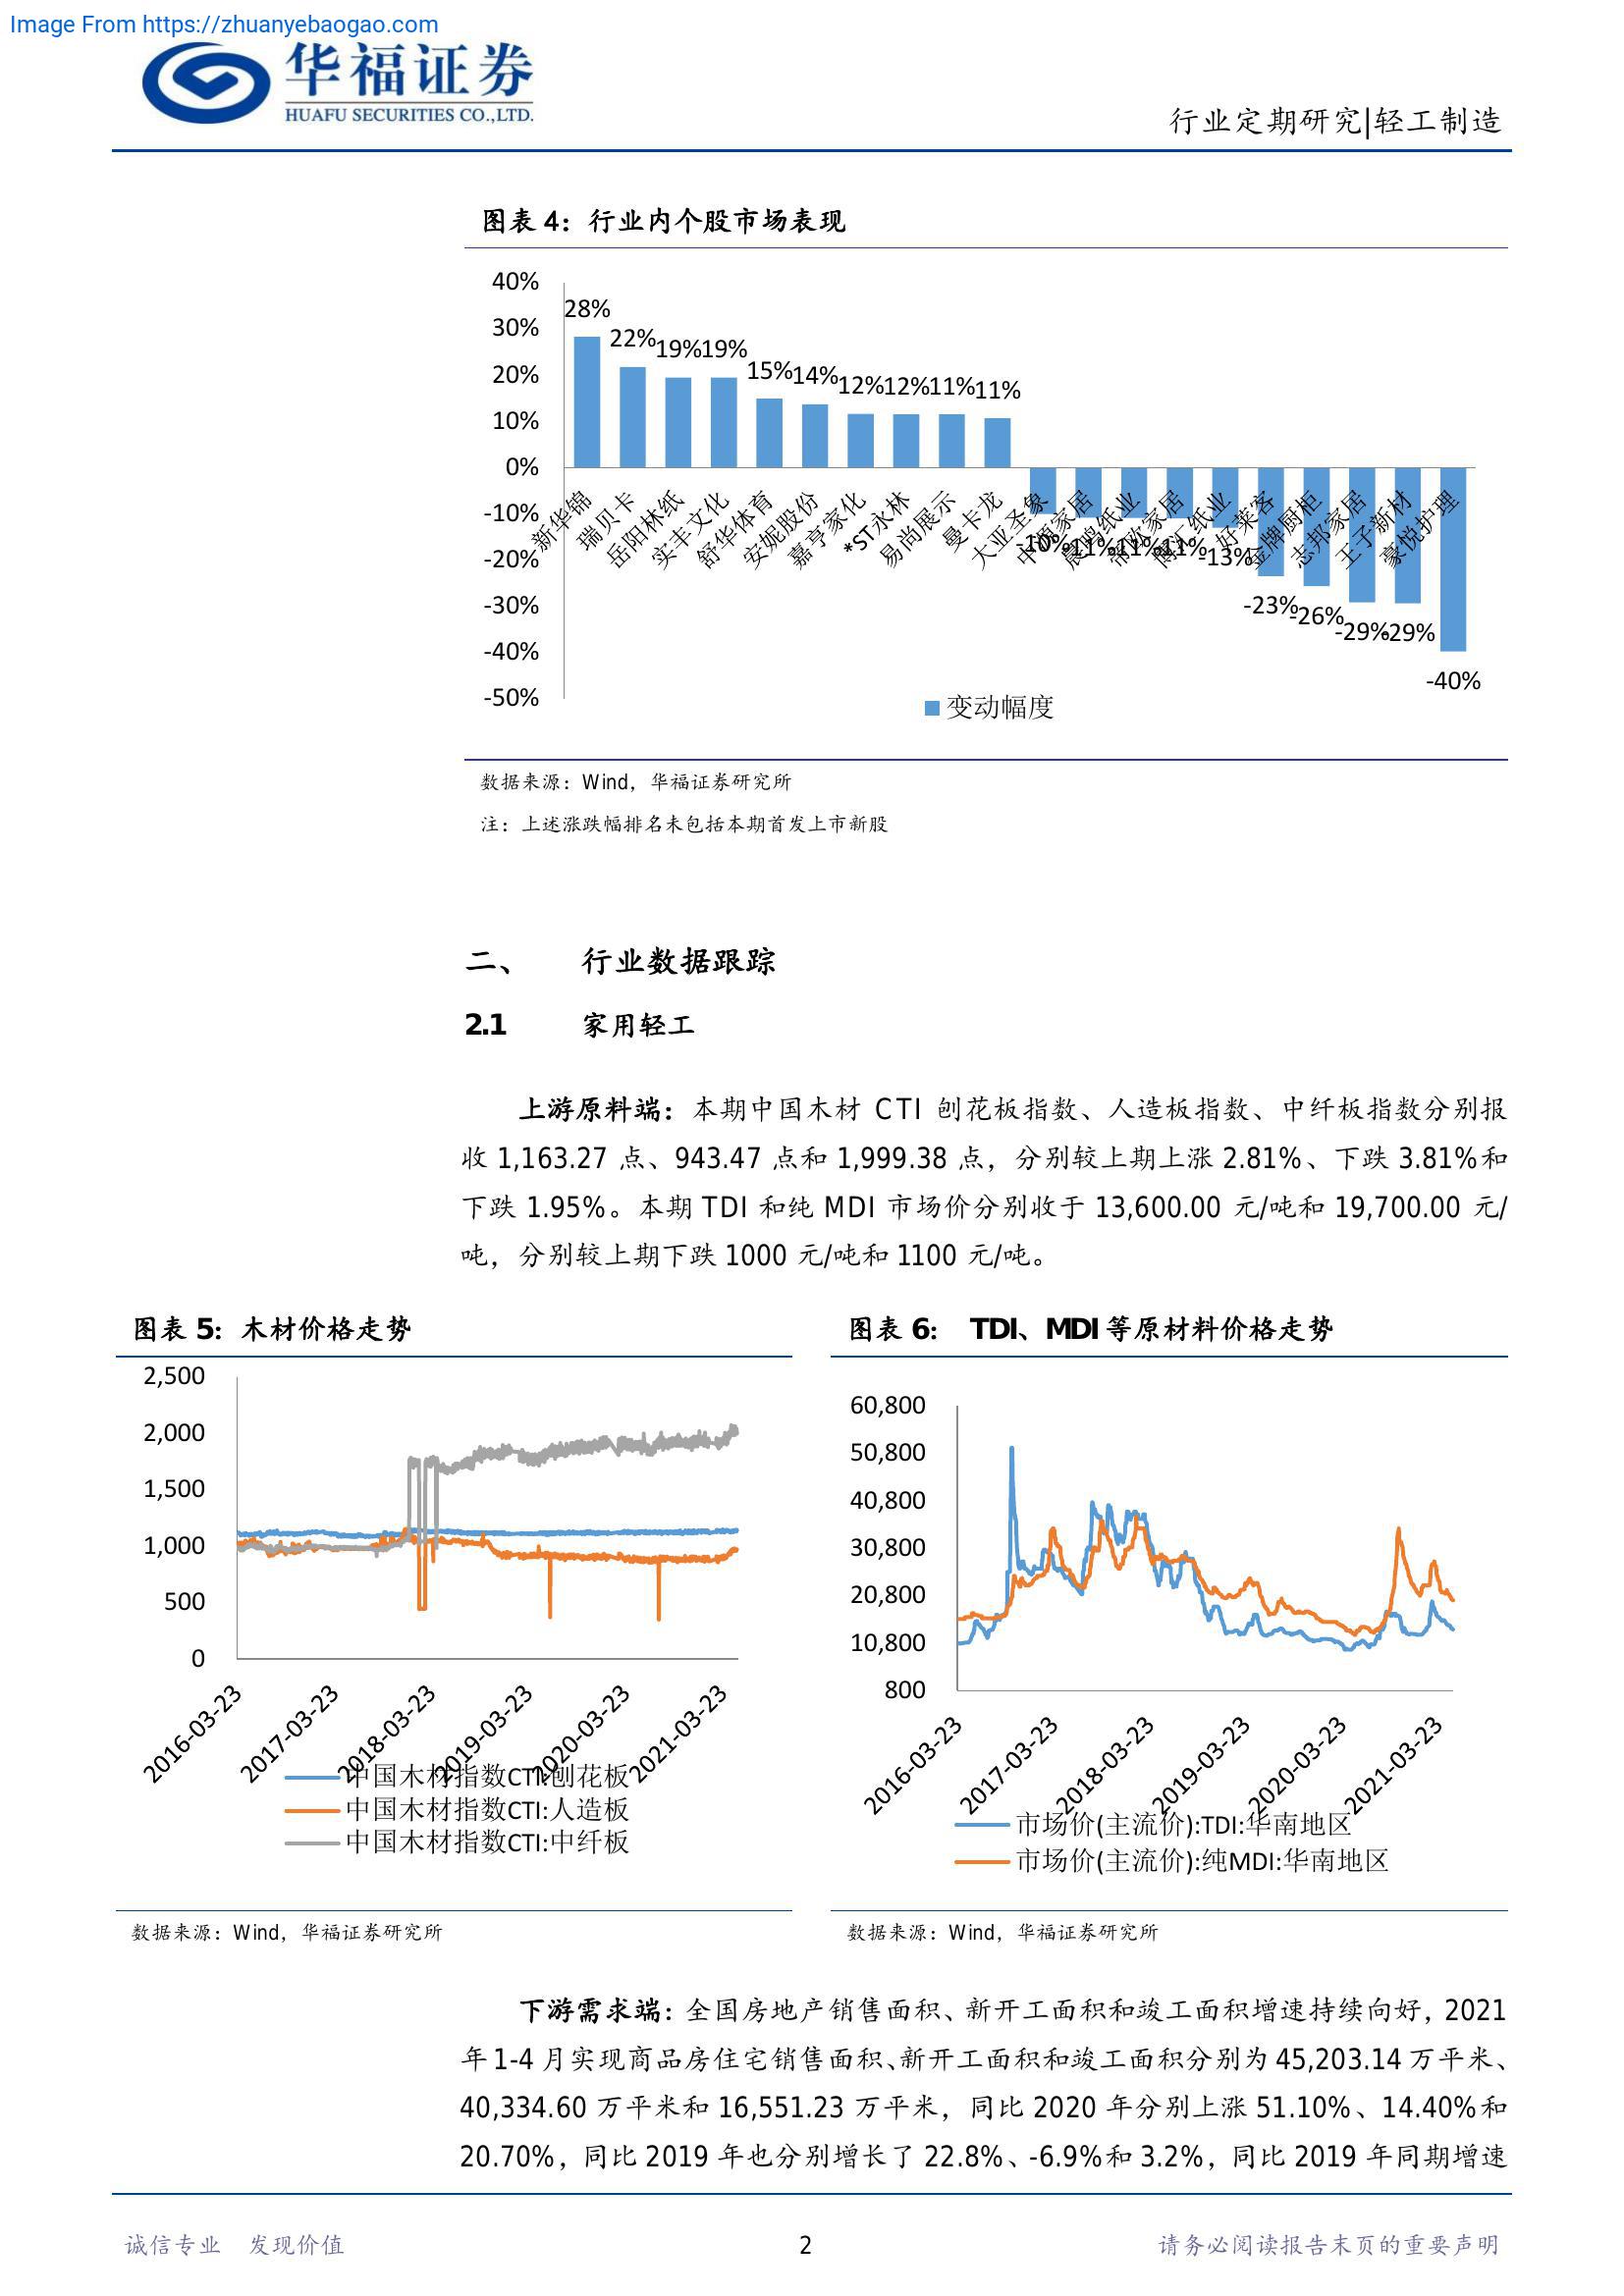 Image From https://zhuanyebaogao.com
华福证券
HUAFU SECURITIES CO.,LTD.
行业定期研究|轻工制造
图表 4：行业内个股市场表现
40%
30%
20%
10%
0%
-10%
-20%
-30%
-40%
-50%
28%
22%
19%
19%
15%
14%
12%
12%
11%
11%
-10%
-11%
-11%
-11%
-13%
-23%
-26%
-29%
-29%
-40%
新华锦
瑞贝卡
岳阳林纸
实丰文化
舒华体育
安妮股份
嘉亨家化
*ST永林
易尚展示
曼卡龙
大亚圣象
晨鸣纸业
帝欧家居
好莱客
金牌厨柜
志邦家居
王子新材
豪悦护理
变动幅度
数据来源：Wind，华福证券研究所
注：上述涨跌幅排名未包括本期首发上市新股
二、 行业数据跟踪
2.1 家用轻工
上游原料端：本期中国木材 CTI 刨花板指数、人造板指数、中纤板指数分别报
收 1,163.27 点、943.47 点和 1,999.38 点，分别较上期上涨 2.81%、下跌 3.81%和
下跌 1.95%。本期 TDI 和纯 MDI 市场价分别收于 13,600.00 元/吨和 19,700.00 元/
吨，分别较上期下跌 1000 元/吨和 1100 元/吨。
图表 5：木材价格走势
2,500
2,000
1,500
1,000
500
0
2016-03-23
2017-03-23
2018-03-23
2019-03-23
2020-03-23
2021-03-23
中国木材指数CTI:刨花板
中国木材指数CTI:人造板
中国木材指数CTI:中纤板
数据来源：Wind，华福证券研究所
图表 6： TDI、MDI 等原材料价格走势
60,800
50,800
40,800
30,800
20,800
10,800
800
2016-03-23
2017-03-23
2018-03-23
2019-03-23
2020-03-23
2021-03-23
市场价(主流价):TDI:华南地区
市场价(主流价):纯MDI:华南地区
数据来源：Wind，华福证券研究所
下游需求端：全国房地产销售面积、新开工面积和竣工面积增速持续向好，2021
年 1-4 月实现商品房住宅销售面积、新开工面积和竣工面积分别为 45,203.14 万平米、
40,334.60 万平米和 16,551.23 万平米，同比 2020 年分别上涨 51.10%、14.40%和
20.70%，同比 2019 年也分别增长了 22.8%、-6.9%和 3.2%，同比 2019 年同期增速
诚信专业 发现价值
2
请务必阅读报告末页的重要声明